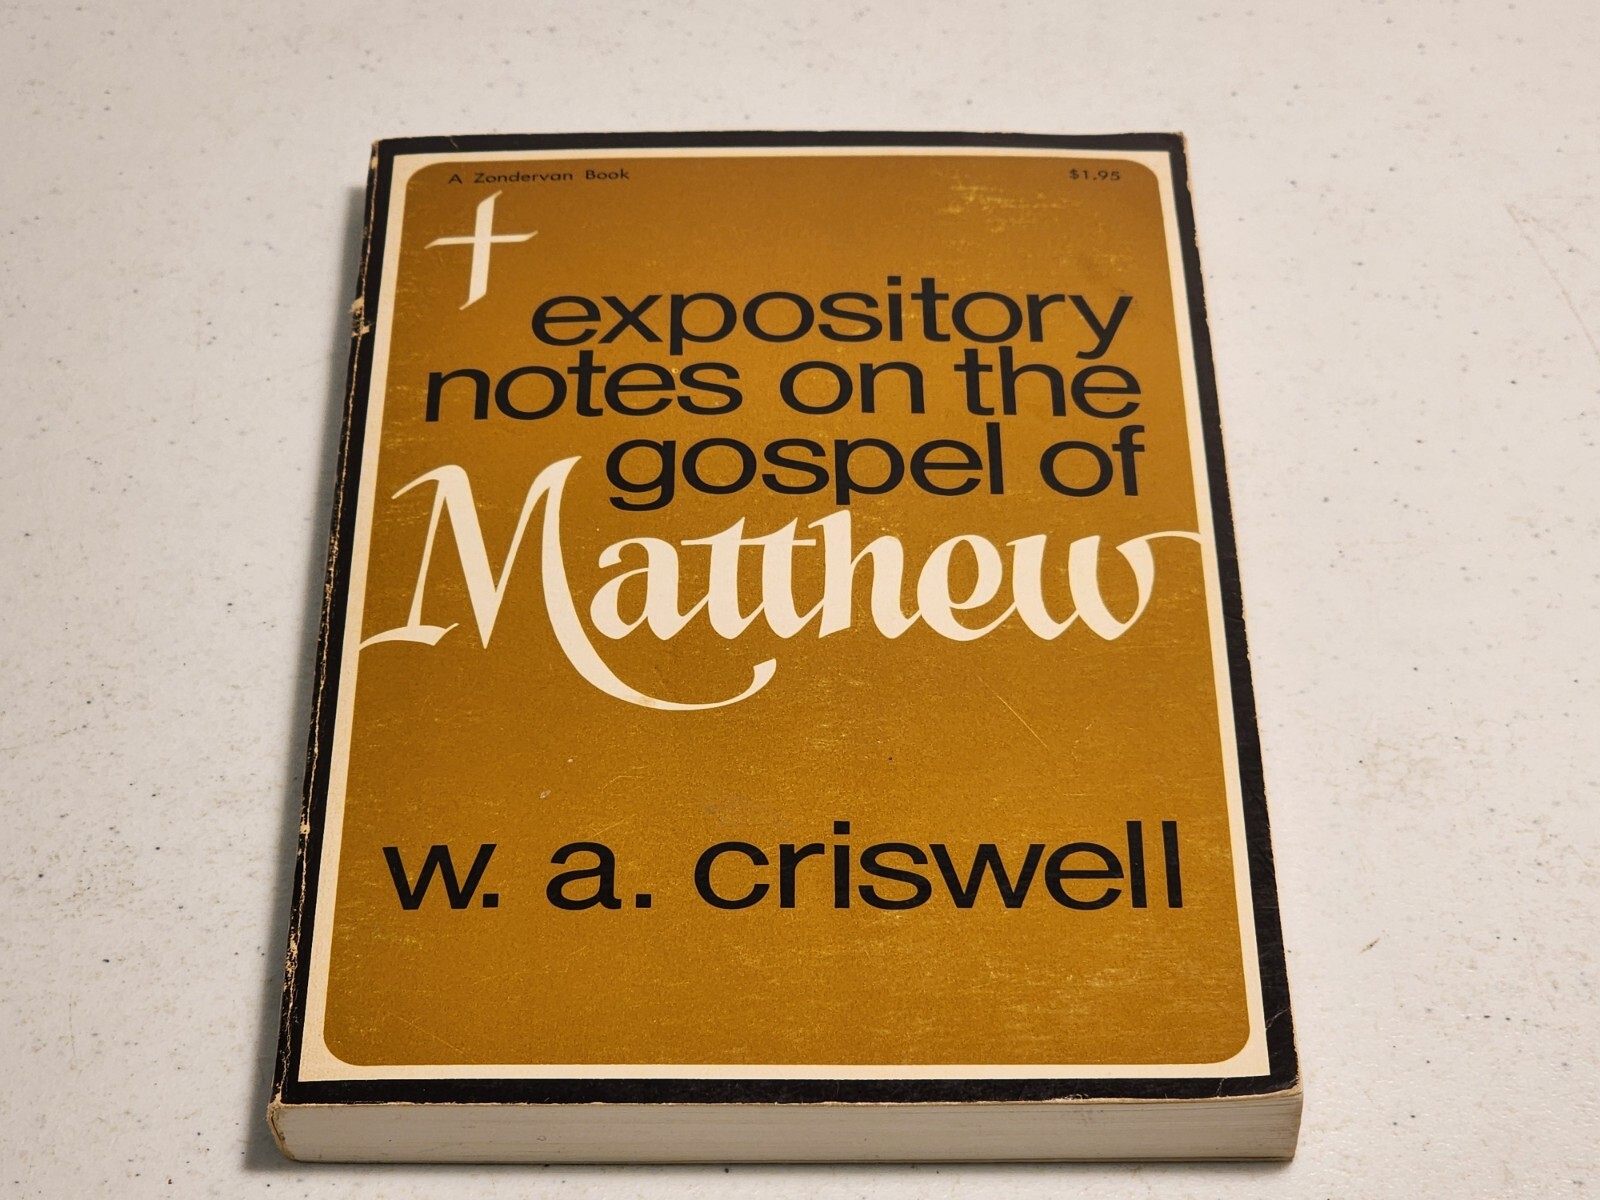 A Zondervan Book
$1.95
expository
notes on the
gospel of
Matthew
w. a. criswell